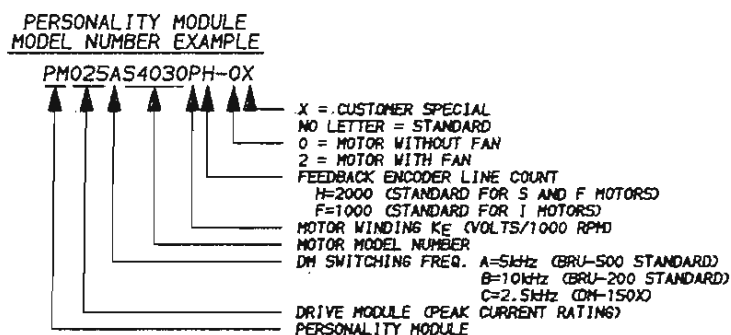 PERSONALITY MODULE
MODEL NUMBER EXAMPLE
PM025AS4030PH-0X
X = CUSTOMER SPECIAL
NO LETTER = STANDARD
0 = MOTOR WITHOUT FAN
2 = MOTOR WITH FAN
FEEDBACK ENCODER LINE COUNT
H=2000 (STANDARD FOR S AND F MOTORS)
F=1000 (STANDARD FOR I MOTORS)
MOTOR WINDING KE (VOLTS/1000 RPM)
MOTOR MODEL NUMBER
DM SWITCHING FREQ. A=5kHz (BRU-500 STANDARD)
B=10kHz (BRU-200 STANDARD)
C=2.5kHz (DM-150X)
DRIVE MODULE (PEAK CURRENT RATING)
PERSONALITY MODULE